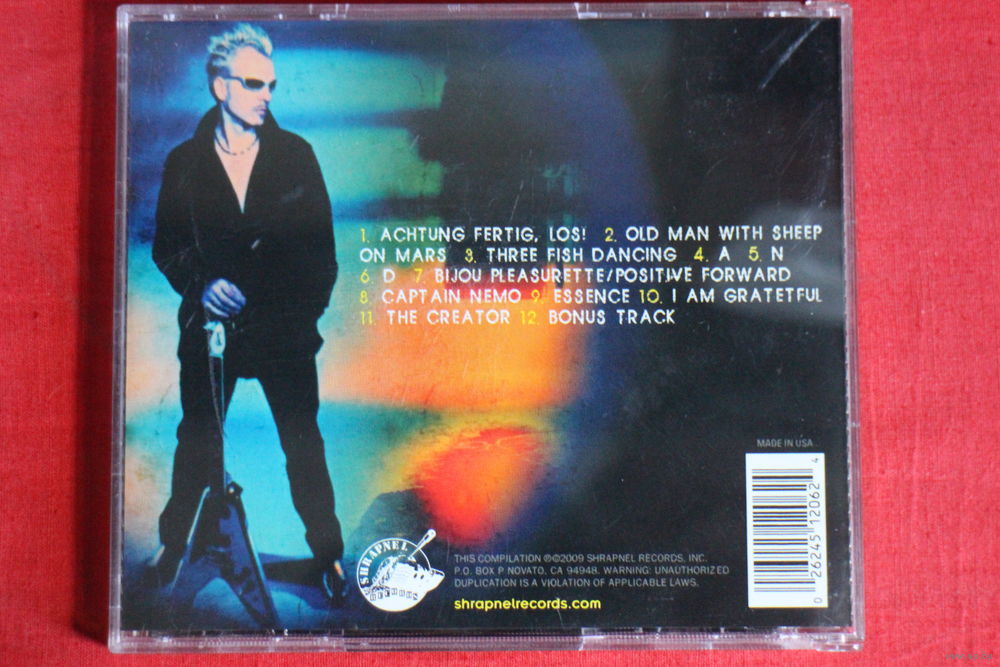 1. ACHTUNG FERTIG, LOS! 2. OLD MAN WITH SHEEP
ON MARS 3. THREE FISH DANCING 4. A 5. N
6. D 7. BIJOU PLEASURETTE/POSITIVE FORWARD
8. CAPTAIN NEMO 9. ESSENCE 10. I AM GRATETFUL
11. THE CREATOR 12. BONUS TRACK
MADE IN USA
0 26245 12062 4
SHRAPNEL
RECORDS
THIS COMPILATION ℗©2009 SHRAPNEL RECORDS, INC.
P.O. BOX P NOVATO, CA 94948. WARNING: UNAUTHORIZED
DUPLICATION IS A VIOLATION OF APPLICABLE LAWS.
shrapnelrecords.com